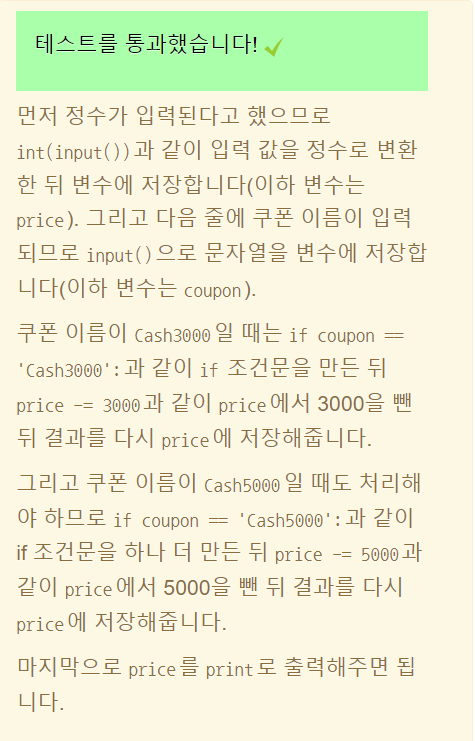 테스트를 통과했습니다!
먼저 정수가 입력된다고 했으므로
int(input())과 같이 입력 값을 정수로 변환
한 뒤 변수에 저장합니다(이하 변수는
price). 그리고 다음 줄에 쿠폰 이름이 입력
되므로 input()으로 문자열을 변수에 저장합
니다(이하 변수는 coupon).
쿠폰 이름이 Cash3000일 때는 if coupon ==
'Cash3000':과 같이 if 조건문을 만든 뒤
price -= 3000과 같이 price에서 3000을 뺀
뒤 결과를 다시 price에 저장해줍니다.
그리고 쿠폰 이름이 Cash5000일 때도 처리해
야 하므로 if coupon == 'Cash5000':과 같이
if 조건문을 하나 더 만든 뒤 price -= 5000과
같이 price에서 5000을 뺀 뒤 결과를 다시
price에 저장해줍니다.
마지막으로 price를 print로 출력해주면 됩
니다.